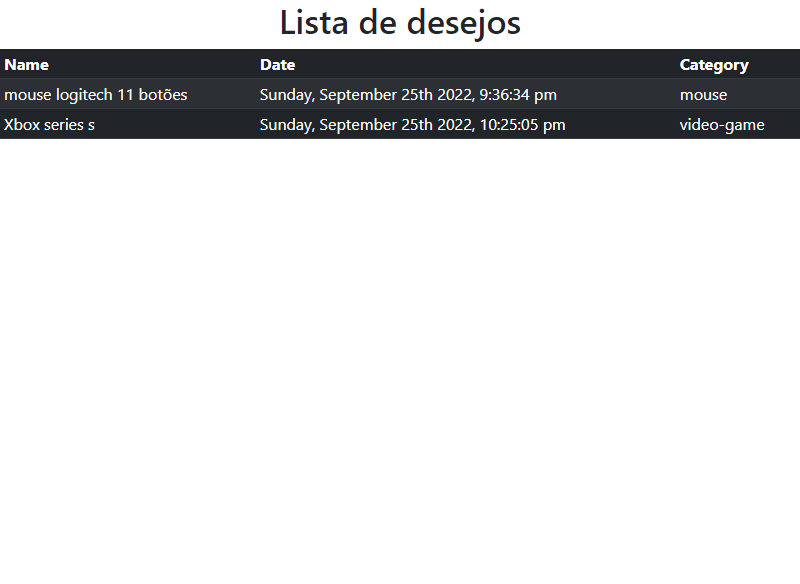 Lista de desejos
Name Date Category
mouse logitech 11 botões Sunday, September 25th 2022, 9:36:34 pm mouse
Xbox series s Sunday, September 25th 2022, 10:25:05 pm video-game